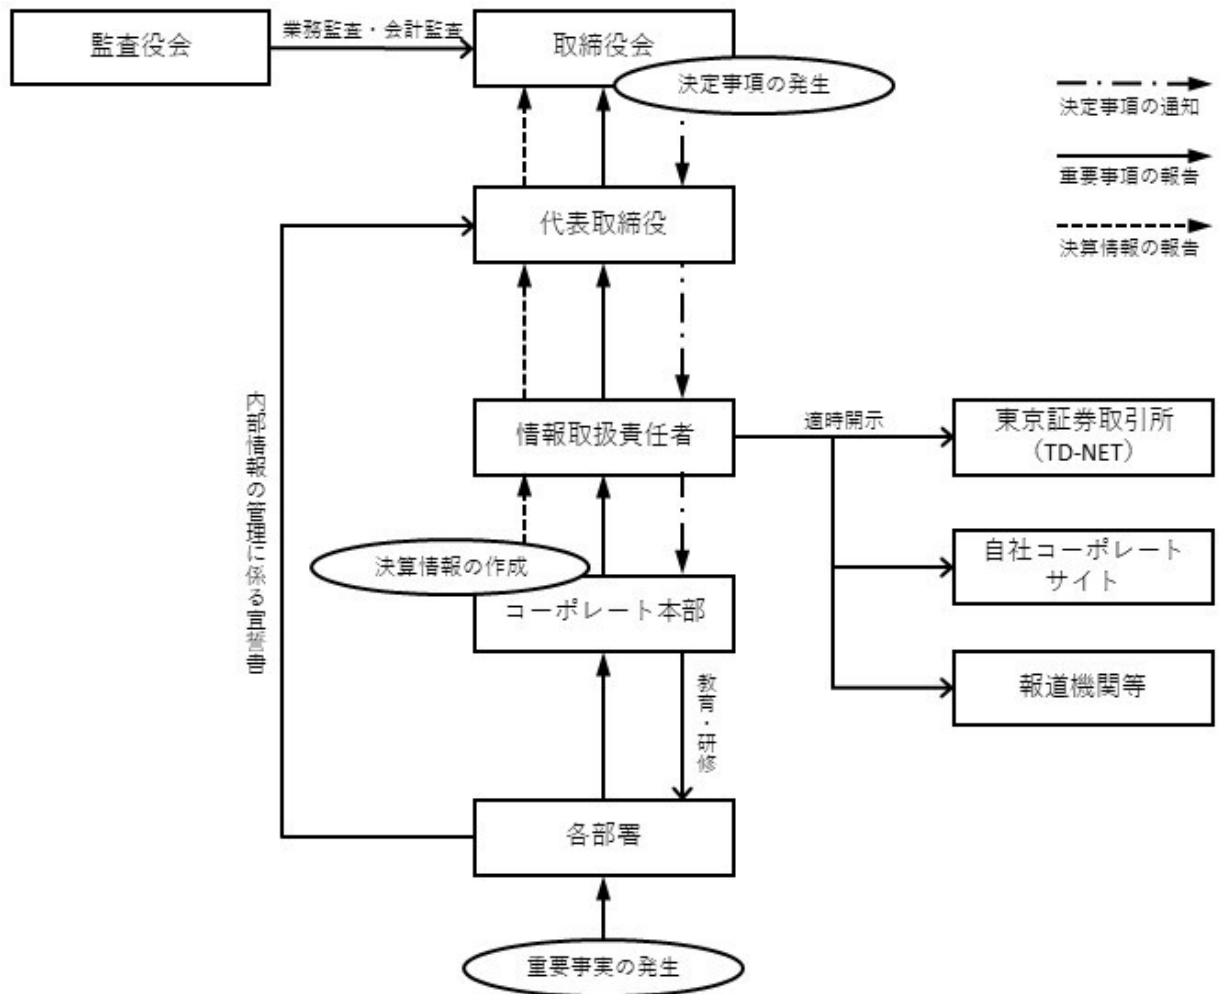 監査役会
業務監査・会計監査
取締役会
決定事項の発生
決定事項の通知
重要事項の報告
決算情報の報告
代表取締役
内部情報の管理に係る宣誓書
情報取扱責任者
適時開示
東京証券取引所
（TD-NET）
自社コーポレート
サイト
報道機関等
決算情報の作成
コーポレート本部
教育・研修
各部署
重要事実の発生